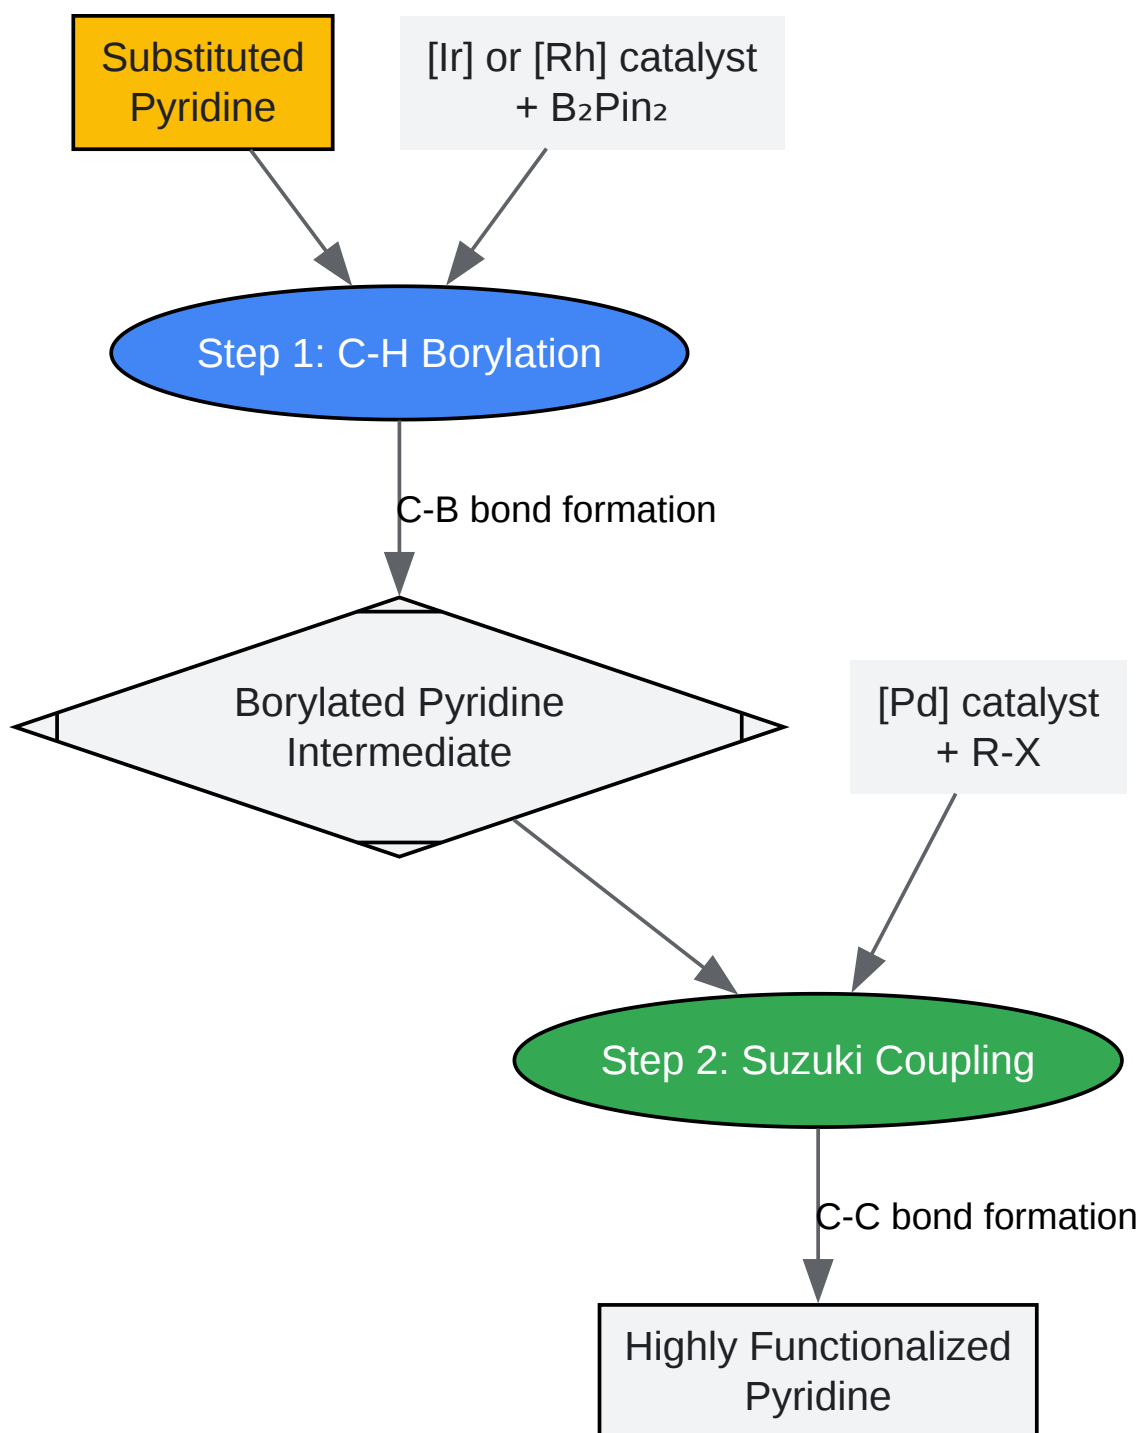 Substituted
Pyridine
[Ir] or [Rh] catalyst
+ B₂Pin₂
Step 1: C-H Borylation
C-B bond formation
Borylated Pyridine
Intermediate
[Pd] catalyst
+ R-X
Step 2: Suzuki Coupling
C-C bond formation
Highly Functionalized
Pyridine